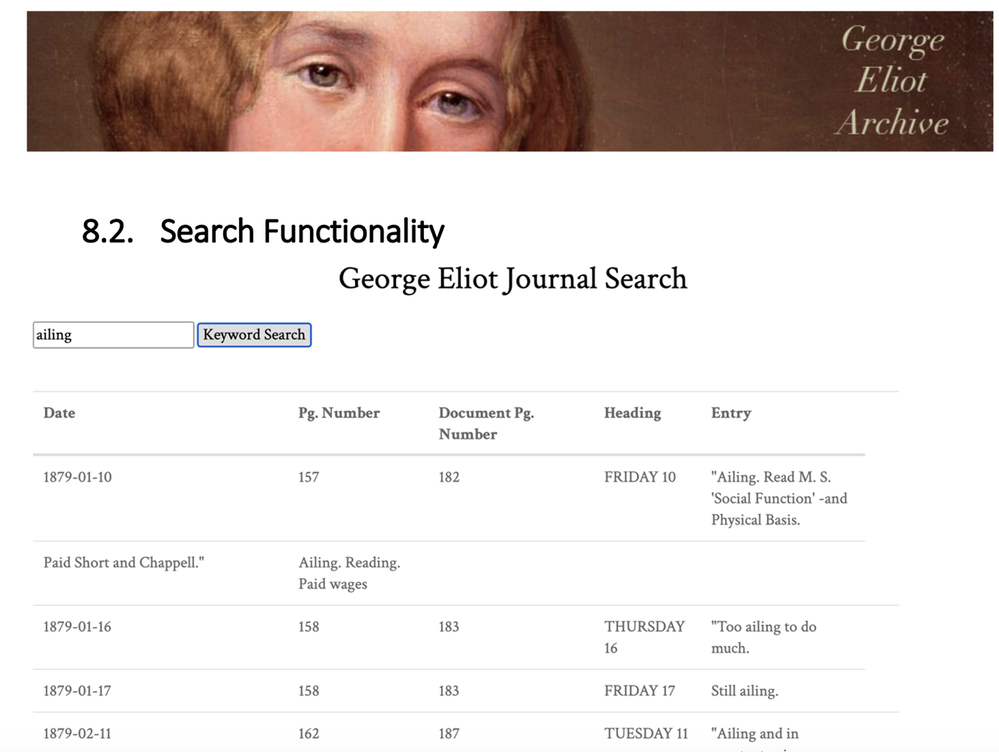 George
Eliot
Archive
8.2. Search Functionality
George Eliot Journal Search
ailing Keyword Search
Date Pg. Number Document Pg. Number Heading Entry
1879-01-10 157 182 FRIDAY 10 "Ailing. Read M. S.
'Social Function' -and
Physical Basis.
Paid Short and Chappell." Ailing. Reading.
Paid wages
1879-01-16 158 183 THURSDAY 16 "Too ailing to do
much.
1879-01-17 158 183 FRIDAY 17 Still ailing.
1879-02-11 162 187 TUESDAY 11 "Ailing and in